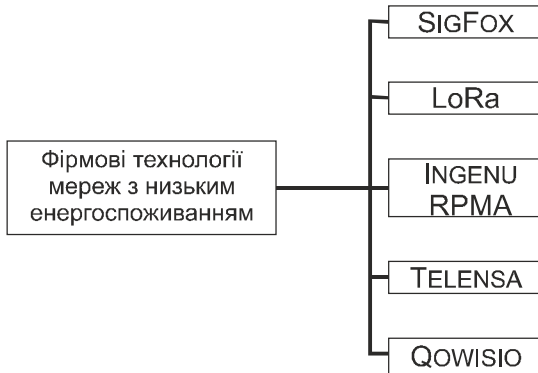 Фірмові технології
мереж з низьким
енергоспоживанням
SIGFOX
LoRa
INGENU
RPMA
TELENSA
QOWISIO